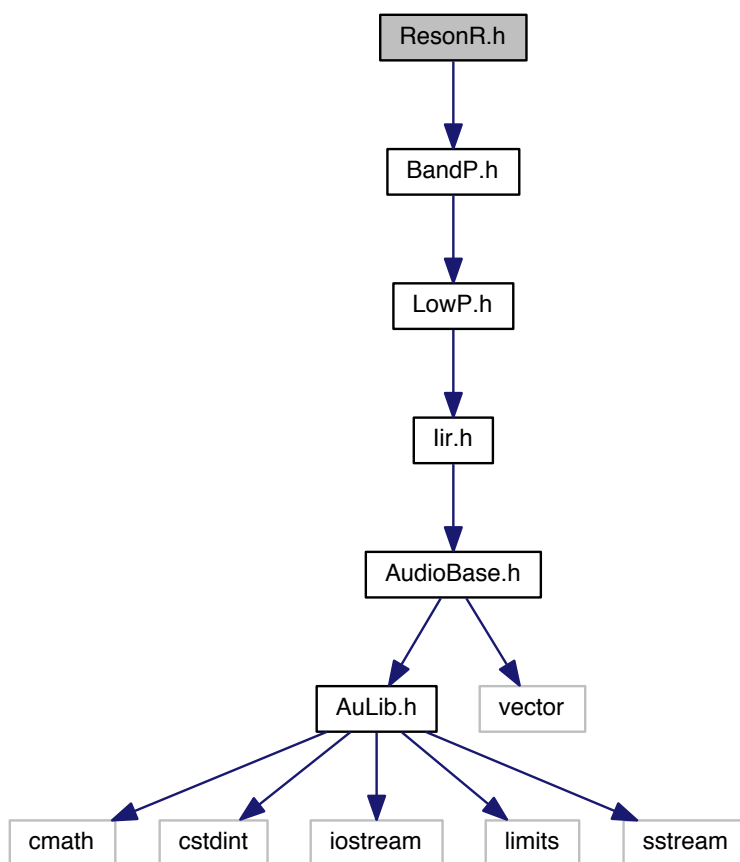 ResonR.h
BandP.h
LowP.h
Iir.h
AudioBase.h
AuLib.h
vector
cmath
cstdint
iostream
limits
sstream